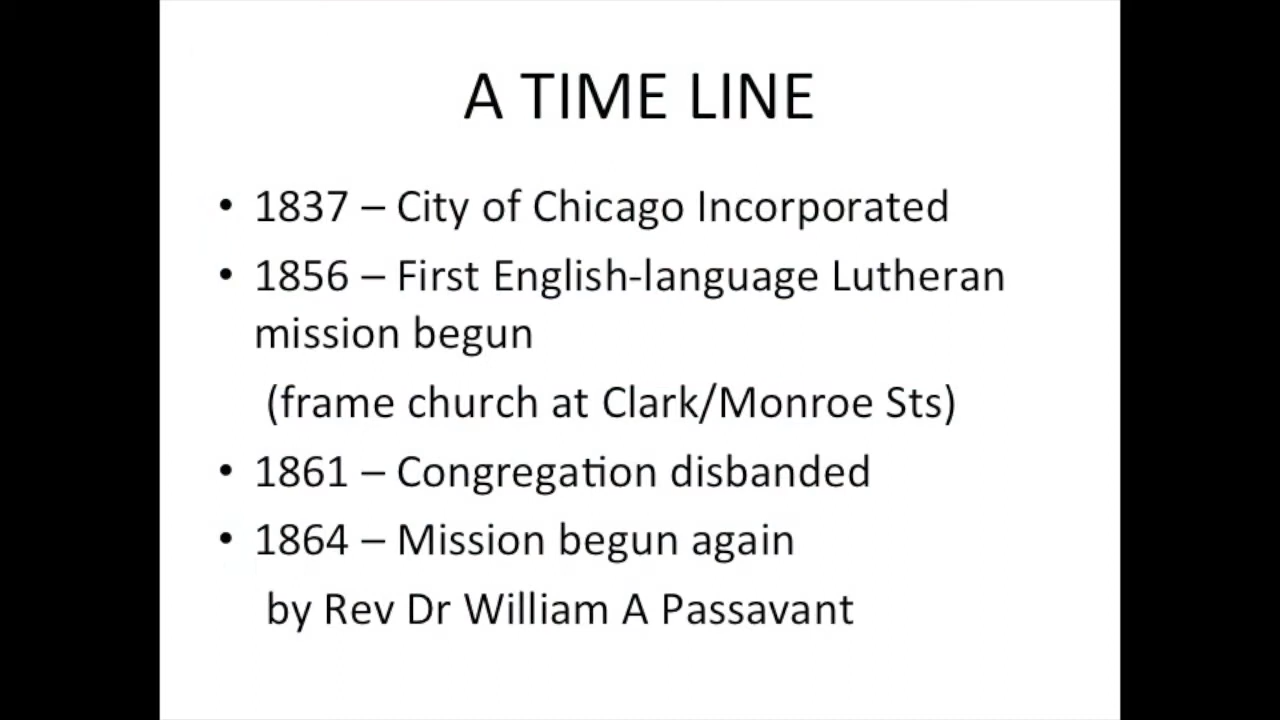 A TIME LINE
• 1837 – City of Chicago Incorporated
• 1856 – First English-language Lutheran
mission begun
(frame church at Clark/Monroe Sts)
• 1861 – Congregation disbanded
• 1864 – Mission begun again
by Rev Dr William A Passavant